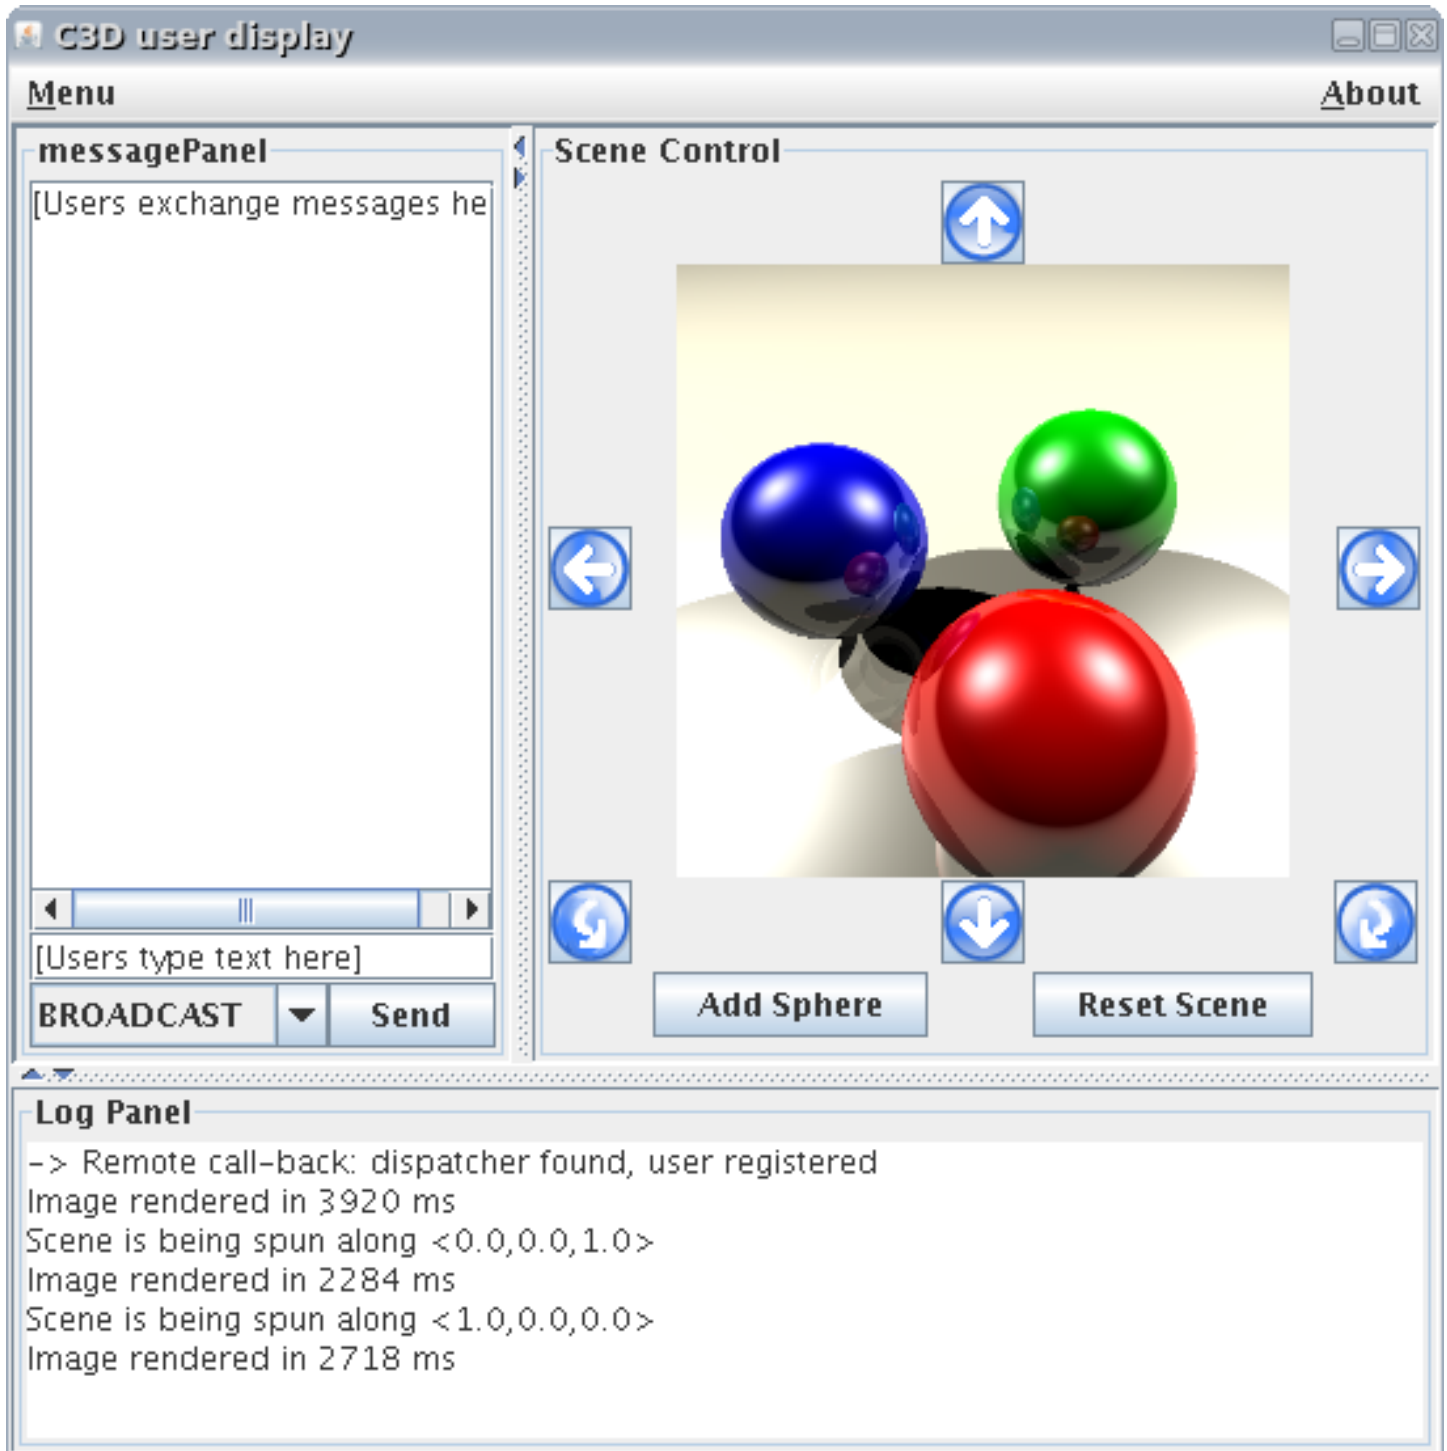 C3D user display
Menu
About
messagePanel
[Users exchange messages he
[Users type text here]
BROADCAST
Send
Scene Control
Add Sphere
Reset Scene
Log Panel
-> Remote call-back: dispatcher found, user registered
Image rendered in 3920 ms
Scene is being spun along <0.0,0.0,1.0>
Image rendered in 2284 ms
Scene is being spun along <1.0,0.0,0.0>
Image rendered in 2718 ms